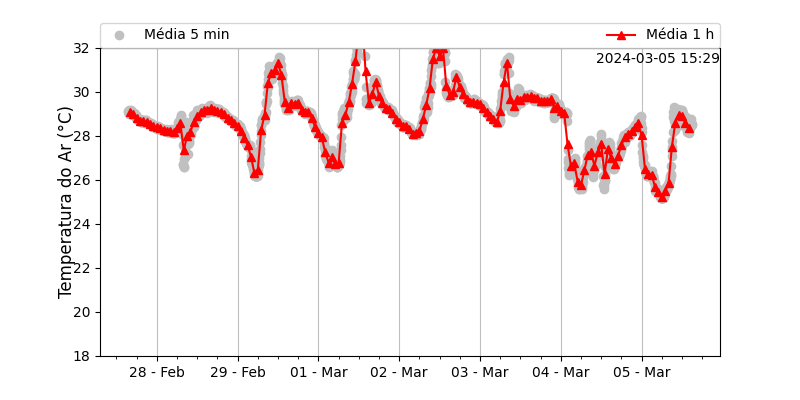 Média 5 min
Média 1 h
2024-03-05 15:29
Temperatura do Ar (°C)
32
30
28
26
24
22
20
18
28 - Feb
29 - Feb
01 - Mar
02 - Mar
03 - Mar
04 - Mar
05 - Mar